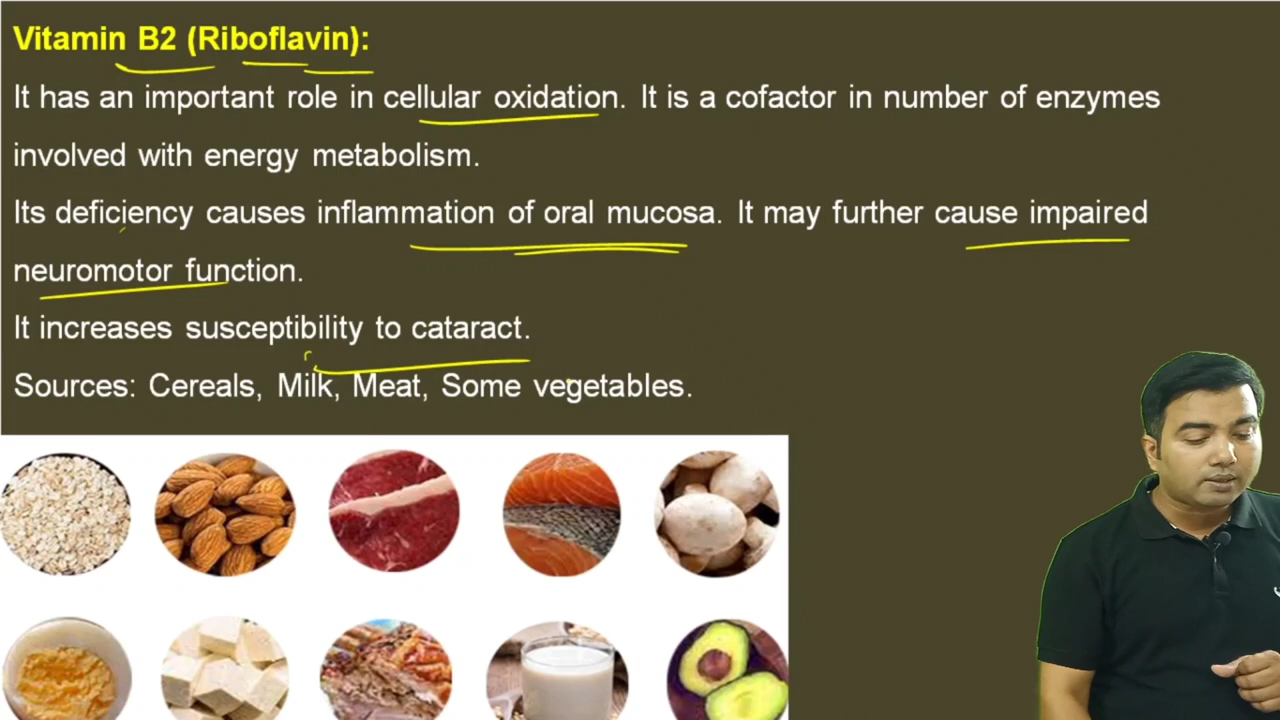 Vitamin B2 (Riboflavin):
It has an important role in cellular oxidation. It is a cofactor in number of enzymes
involved with energy metabolism.
Its deficiency causes inflammation of oral mucosa. It may further cause impaired
neuromotor function.
It increases susceptibility to cataract.
Sources: Cereals, Milk, Meat, Some vegetables.